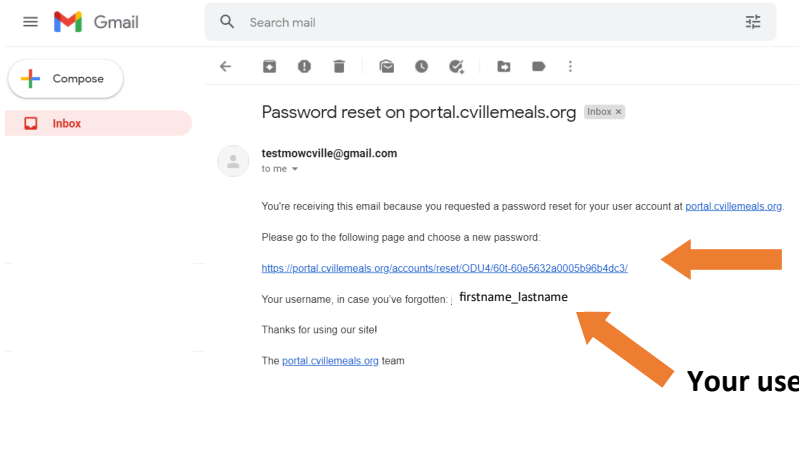 Gmail
Search mail
Compose
Inbox
Password reset on portal.cvillemeals.org Inbox ×
testmowcville@gmail.com
to me
You're receiving this email because you requested a password reset for your user account at portal.cvillemeals.org.
Please go to the following page and choose a new password:
https://portal.cvillemeals.org/accounts/reset/ODU4/60t-60e5632a0005b96b4dc3/
Your username, in case you've forgotten: firstname_lastname
Thanks for using our site!
The portal.cvillemeals.org team
Your use